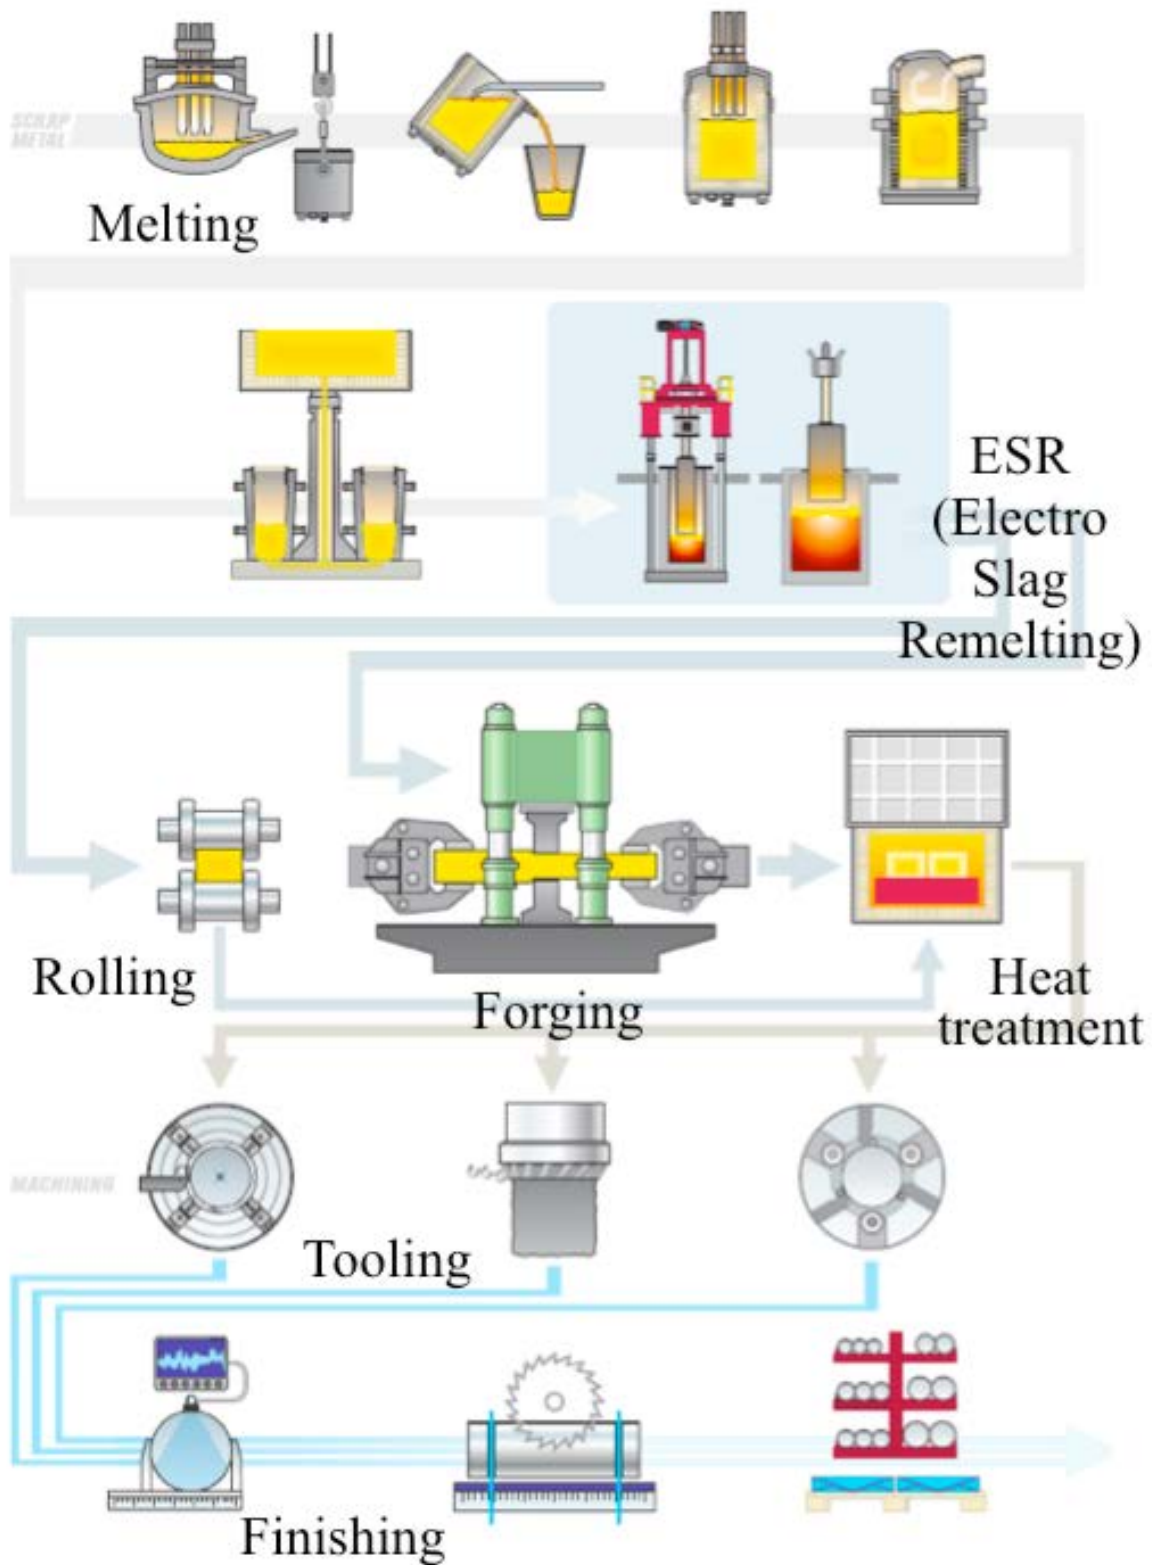 SCRAP
METAL
Melting
ESR
(Electro
Slag
Remelting)
Rolling
Forging
Heat
treatment
MACHINING
Tooling
Finishing